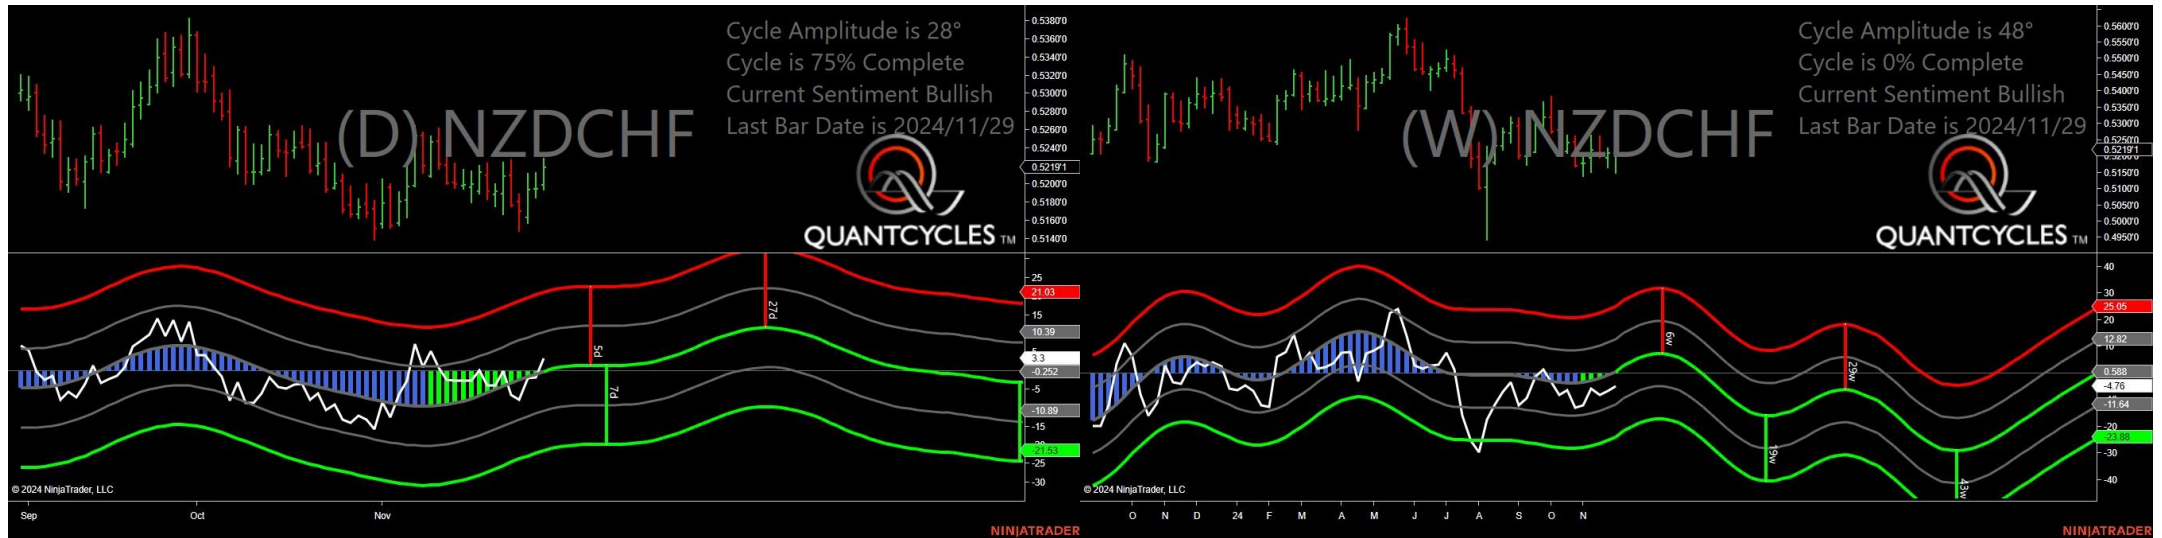 Cycle Amplitude is 28°
Cycle is 75% Complete
Current Sentiment Bullish
Last Bar Date is 2024/11/29
(D) NZDCHF
QUANTCYCLES TM
0.5380'0
0.5360'0
0.5340'0
0.5320'0
0.5300'0
0.5280'0
0.5260'0
0.5240'0
0.5219'1
0.5200'0
0.5180'0
0.5160'0
0.5140'0
25
21.03
15
10.39
3.3
-0.252
-5
-10.89
-15
-21.53
-25
-30
5d
7d
27d
© 2024 NinjaTrader, LLC
Sep
Oct
Nov
NINJATRADER
Cycle Amplitude is 48°
Cycle is 0% Complete
Current Sentiment Bullish
Last Bar Date is 2024/11/29
(W) NZDCHF
QUANTCYCLES TM
0.5600'0
0.5550'0
0.5500'0
0.5450'0
0.5400'0
0.5350'0
0.5300'0
0.5250'0
0.5219'1
0.5150'0
0.5100'0
0.5050'0
0.5000'0
0.4950'0
40
30
25.05
20
12.82
0.588
-4.76
-11.64
-20
-23.88
-30
-40
6w
19w
29w
43w
© 2024 NinjaTrader, LLC
O N D 24 F M A M J J A S O N
NINJATRADER